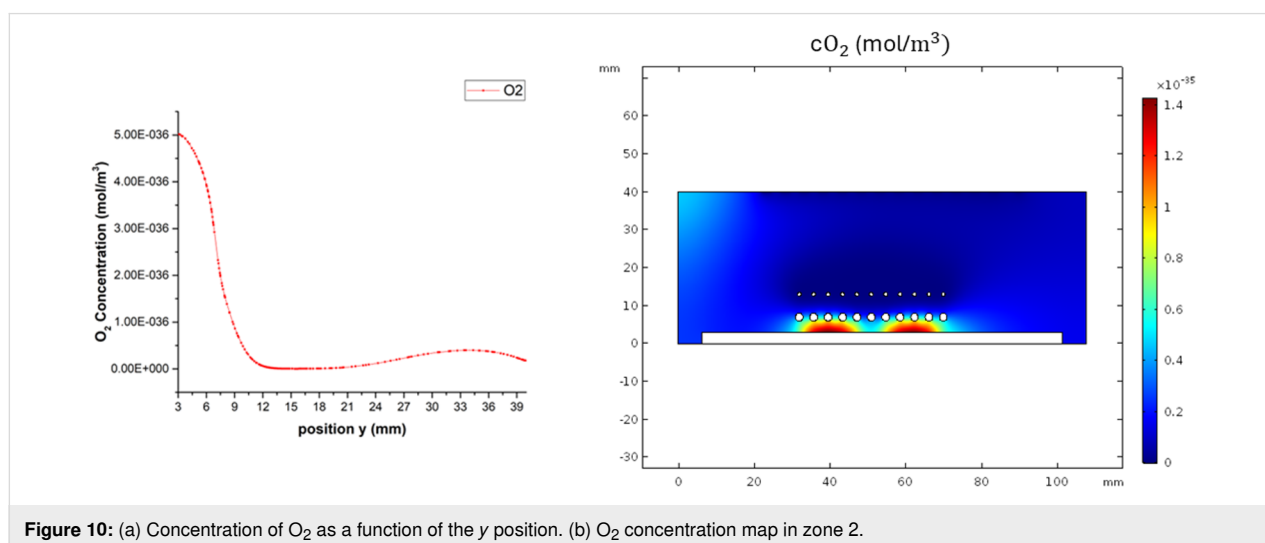 O2
5.00E-036
4.00E-036
3.00E-036
2.00E-036
1.00E-036
0.00E+000
O₂ Concentration (mol/m³)
3 6 9 12 15 18 21 24 27 30 33 36 39
position y (mm)
cO₂ (mol/m³)
mm
60
50
40
30
20
10
0
-10
-20
-30
0 20 40 60 80 100 mm
×10⁻³⁵
1.4
1.2
1
0.8
0.6
0.4
0.2
0
Figure 10: (a) Concentration of O₂ as a function of the y position. (b) O₂ concentration map in zone 2.